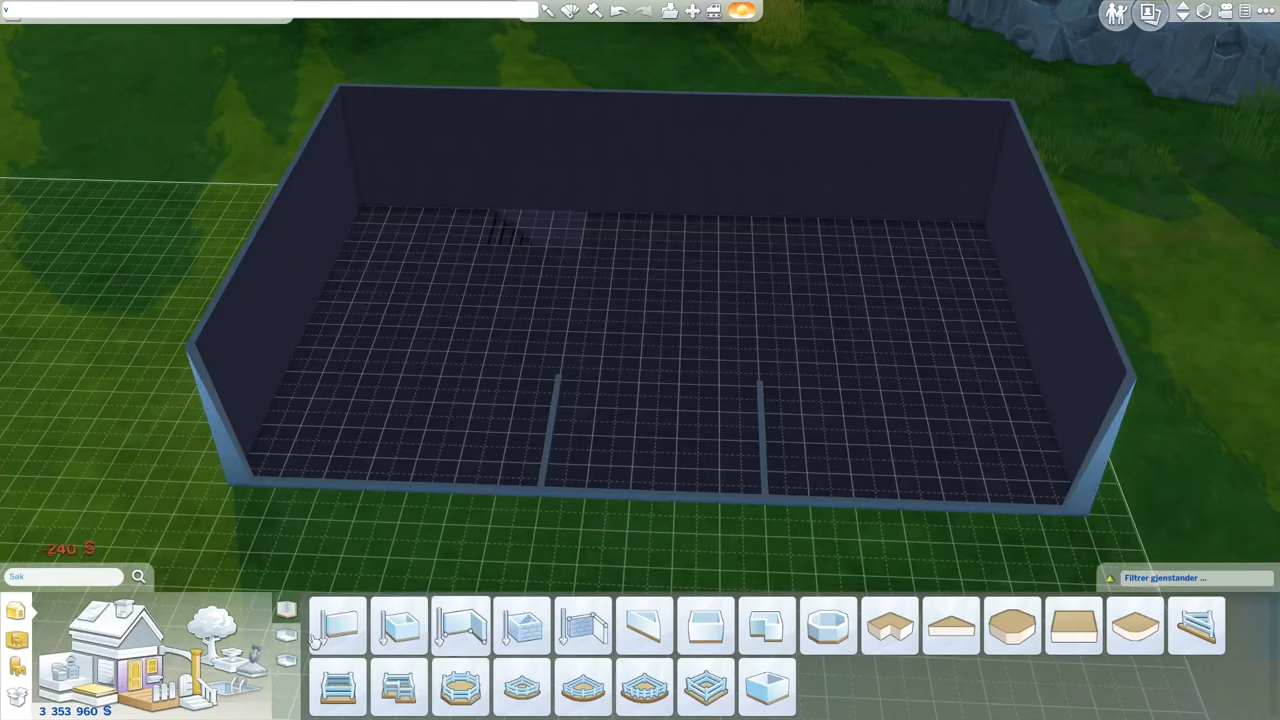 v
-240 §
Søk
Filtrer gjenstander ...
3 353 960 §